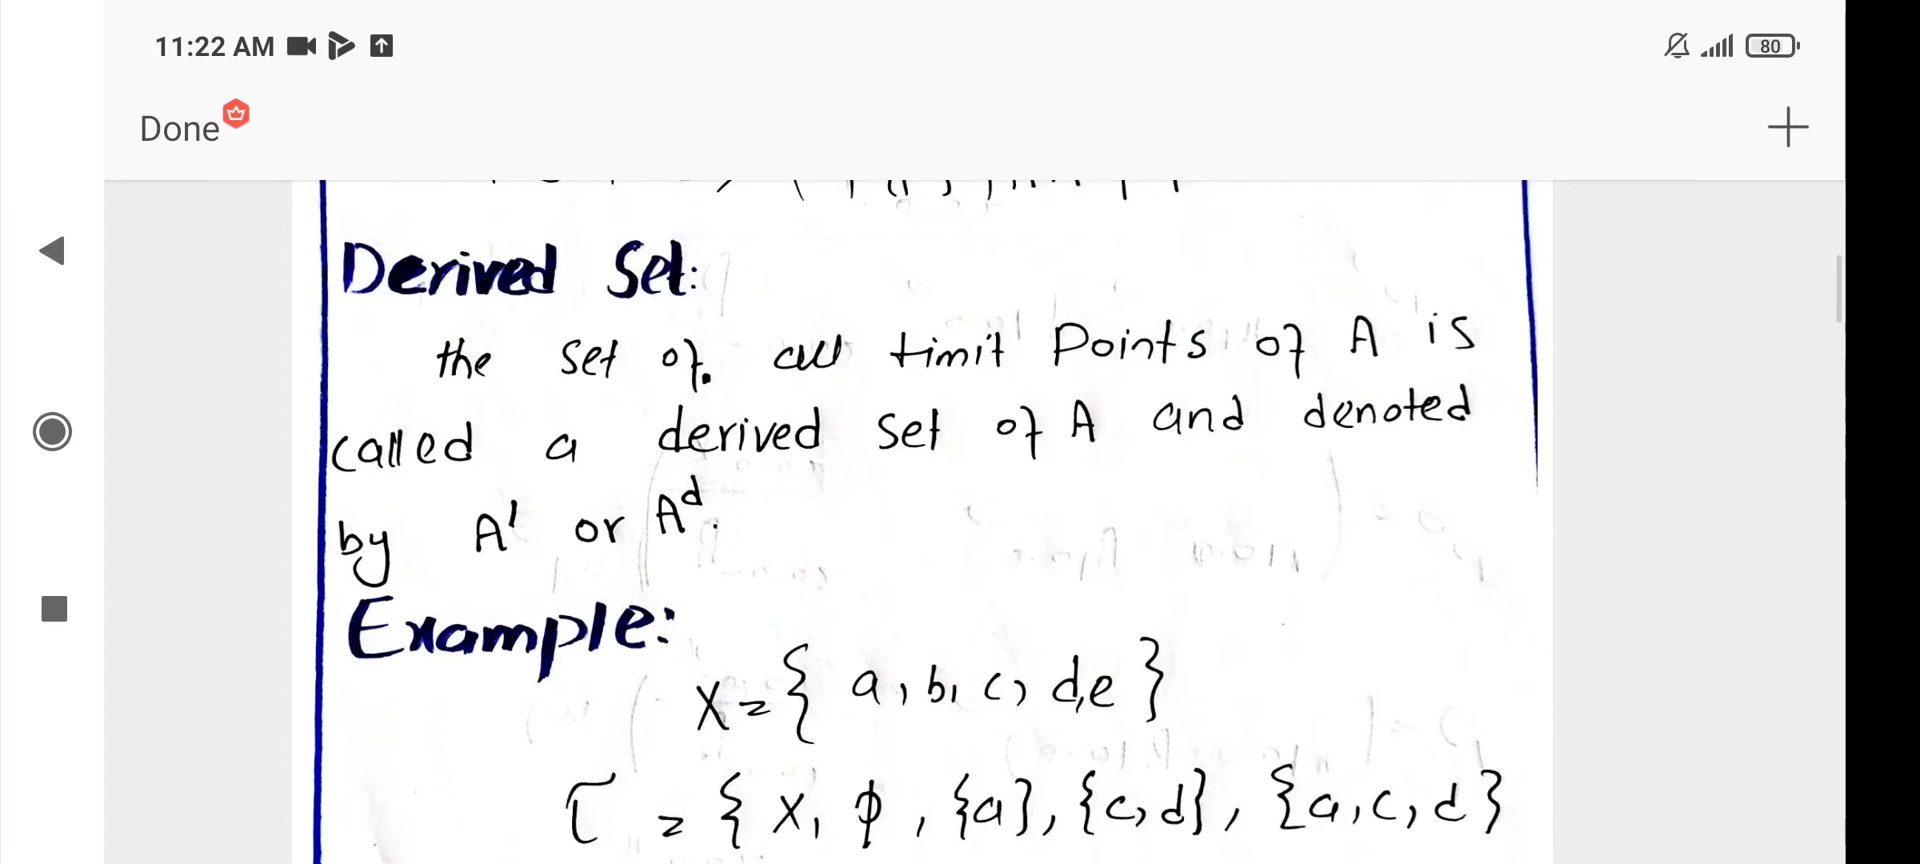 11:22 AM
80
Done
Derived Set:
the set of all limit Points of A is
called a derived set of A and denoted
by A' or Aᵈ.
Example:
X = { a, b, c, d, e }
τ = { X, ϕ, {a}, {c, d}, {a, c, d}